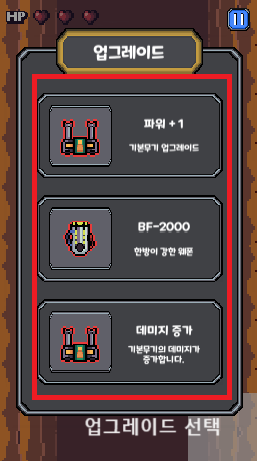 HP
업그레이드
파워 + 1
기본무기 업그레이드
BF-2000
한방이 강한 웨폰
데미지 증가
기본무기의 데미지가
증가합니다.
업그레이드 선택